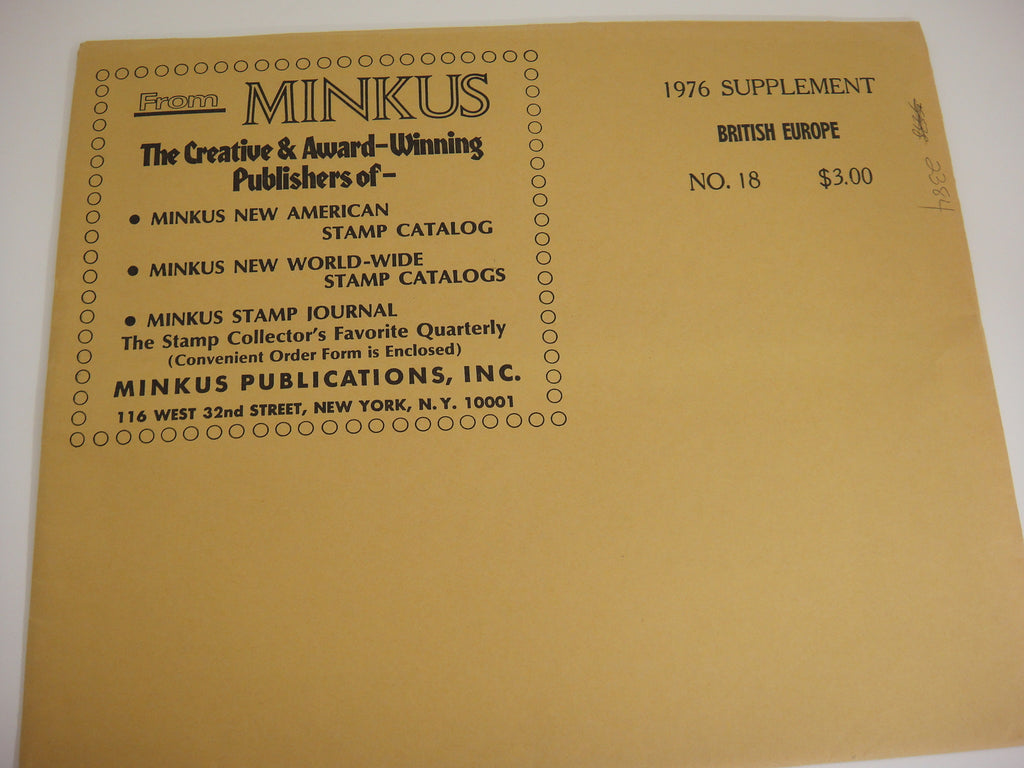 From MINKUS
The Creative & Award-Winning
Publishers of-
• MINKUS NEW AMERICAN
STAMP CATALOG
• MINKUS NEW WORLD-WIDE
STAMP CATALOGS
• MINKUS STAMP JOURNAL
The Stamp Collector's Favorite Quarterly
(Convenient Order Form is Enclosed)
MINKUS PUBLICATIONS, INC.
116 WEST 32nd STREET, NEW YORK, N.Y. 10001
1976 SUPPLEMENT
BRITISH EUROPE
NO. 18 $3.00
2384